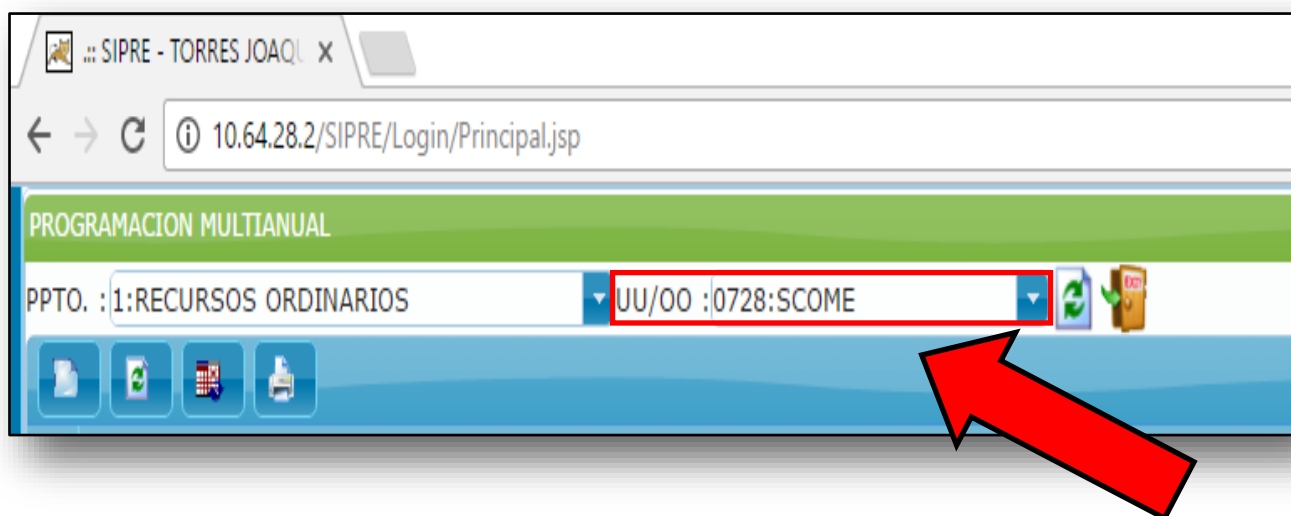 .:: SIPRE - TORRES JOAQU
10.64.28.2/SIPRE/Login/Principal.jsp
PROGRAMACION MULTIANUAL
PPTO. : 1:RECURSOS ORDINARIOS UU/OO : 0728:SCOME
EXIT